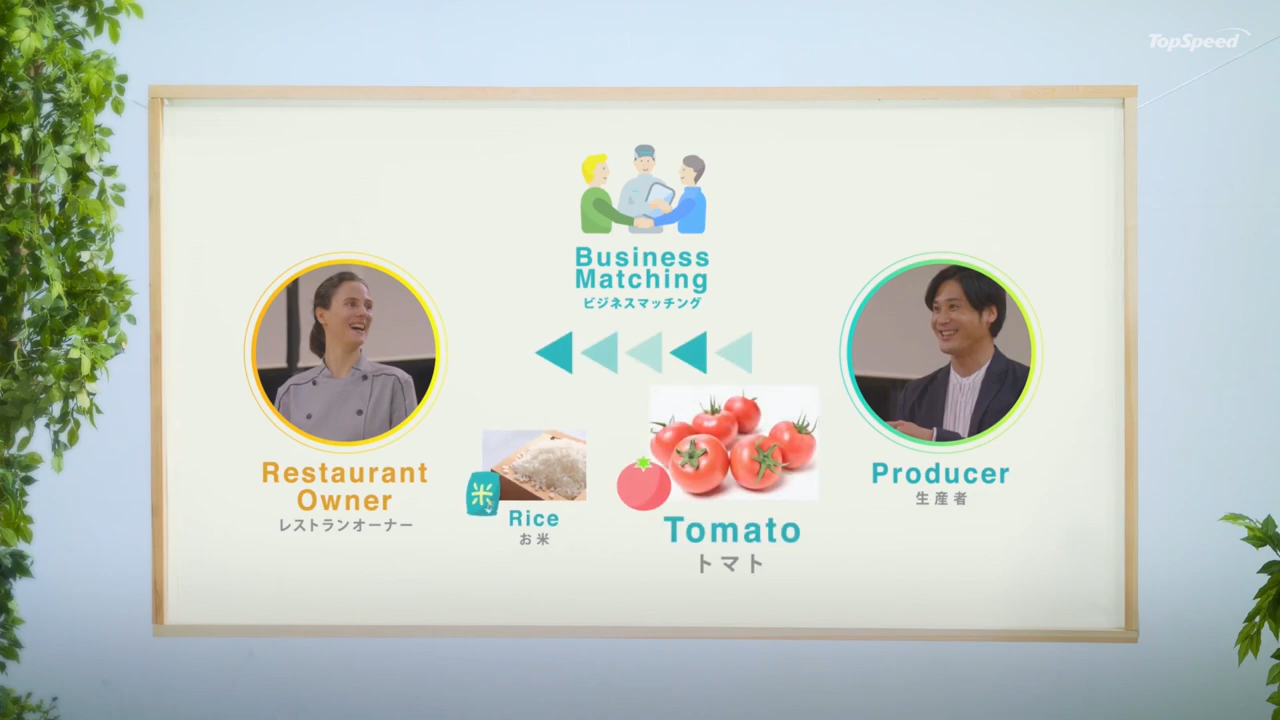 TopSpeed
Business
Matching
ビジネスマッチング
Restaurant
Owner
レストランオーナー
米
Rice
お米
Tomato
トマト
Producer
生産者